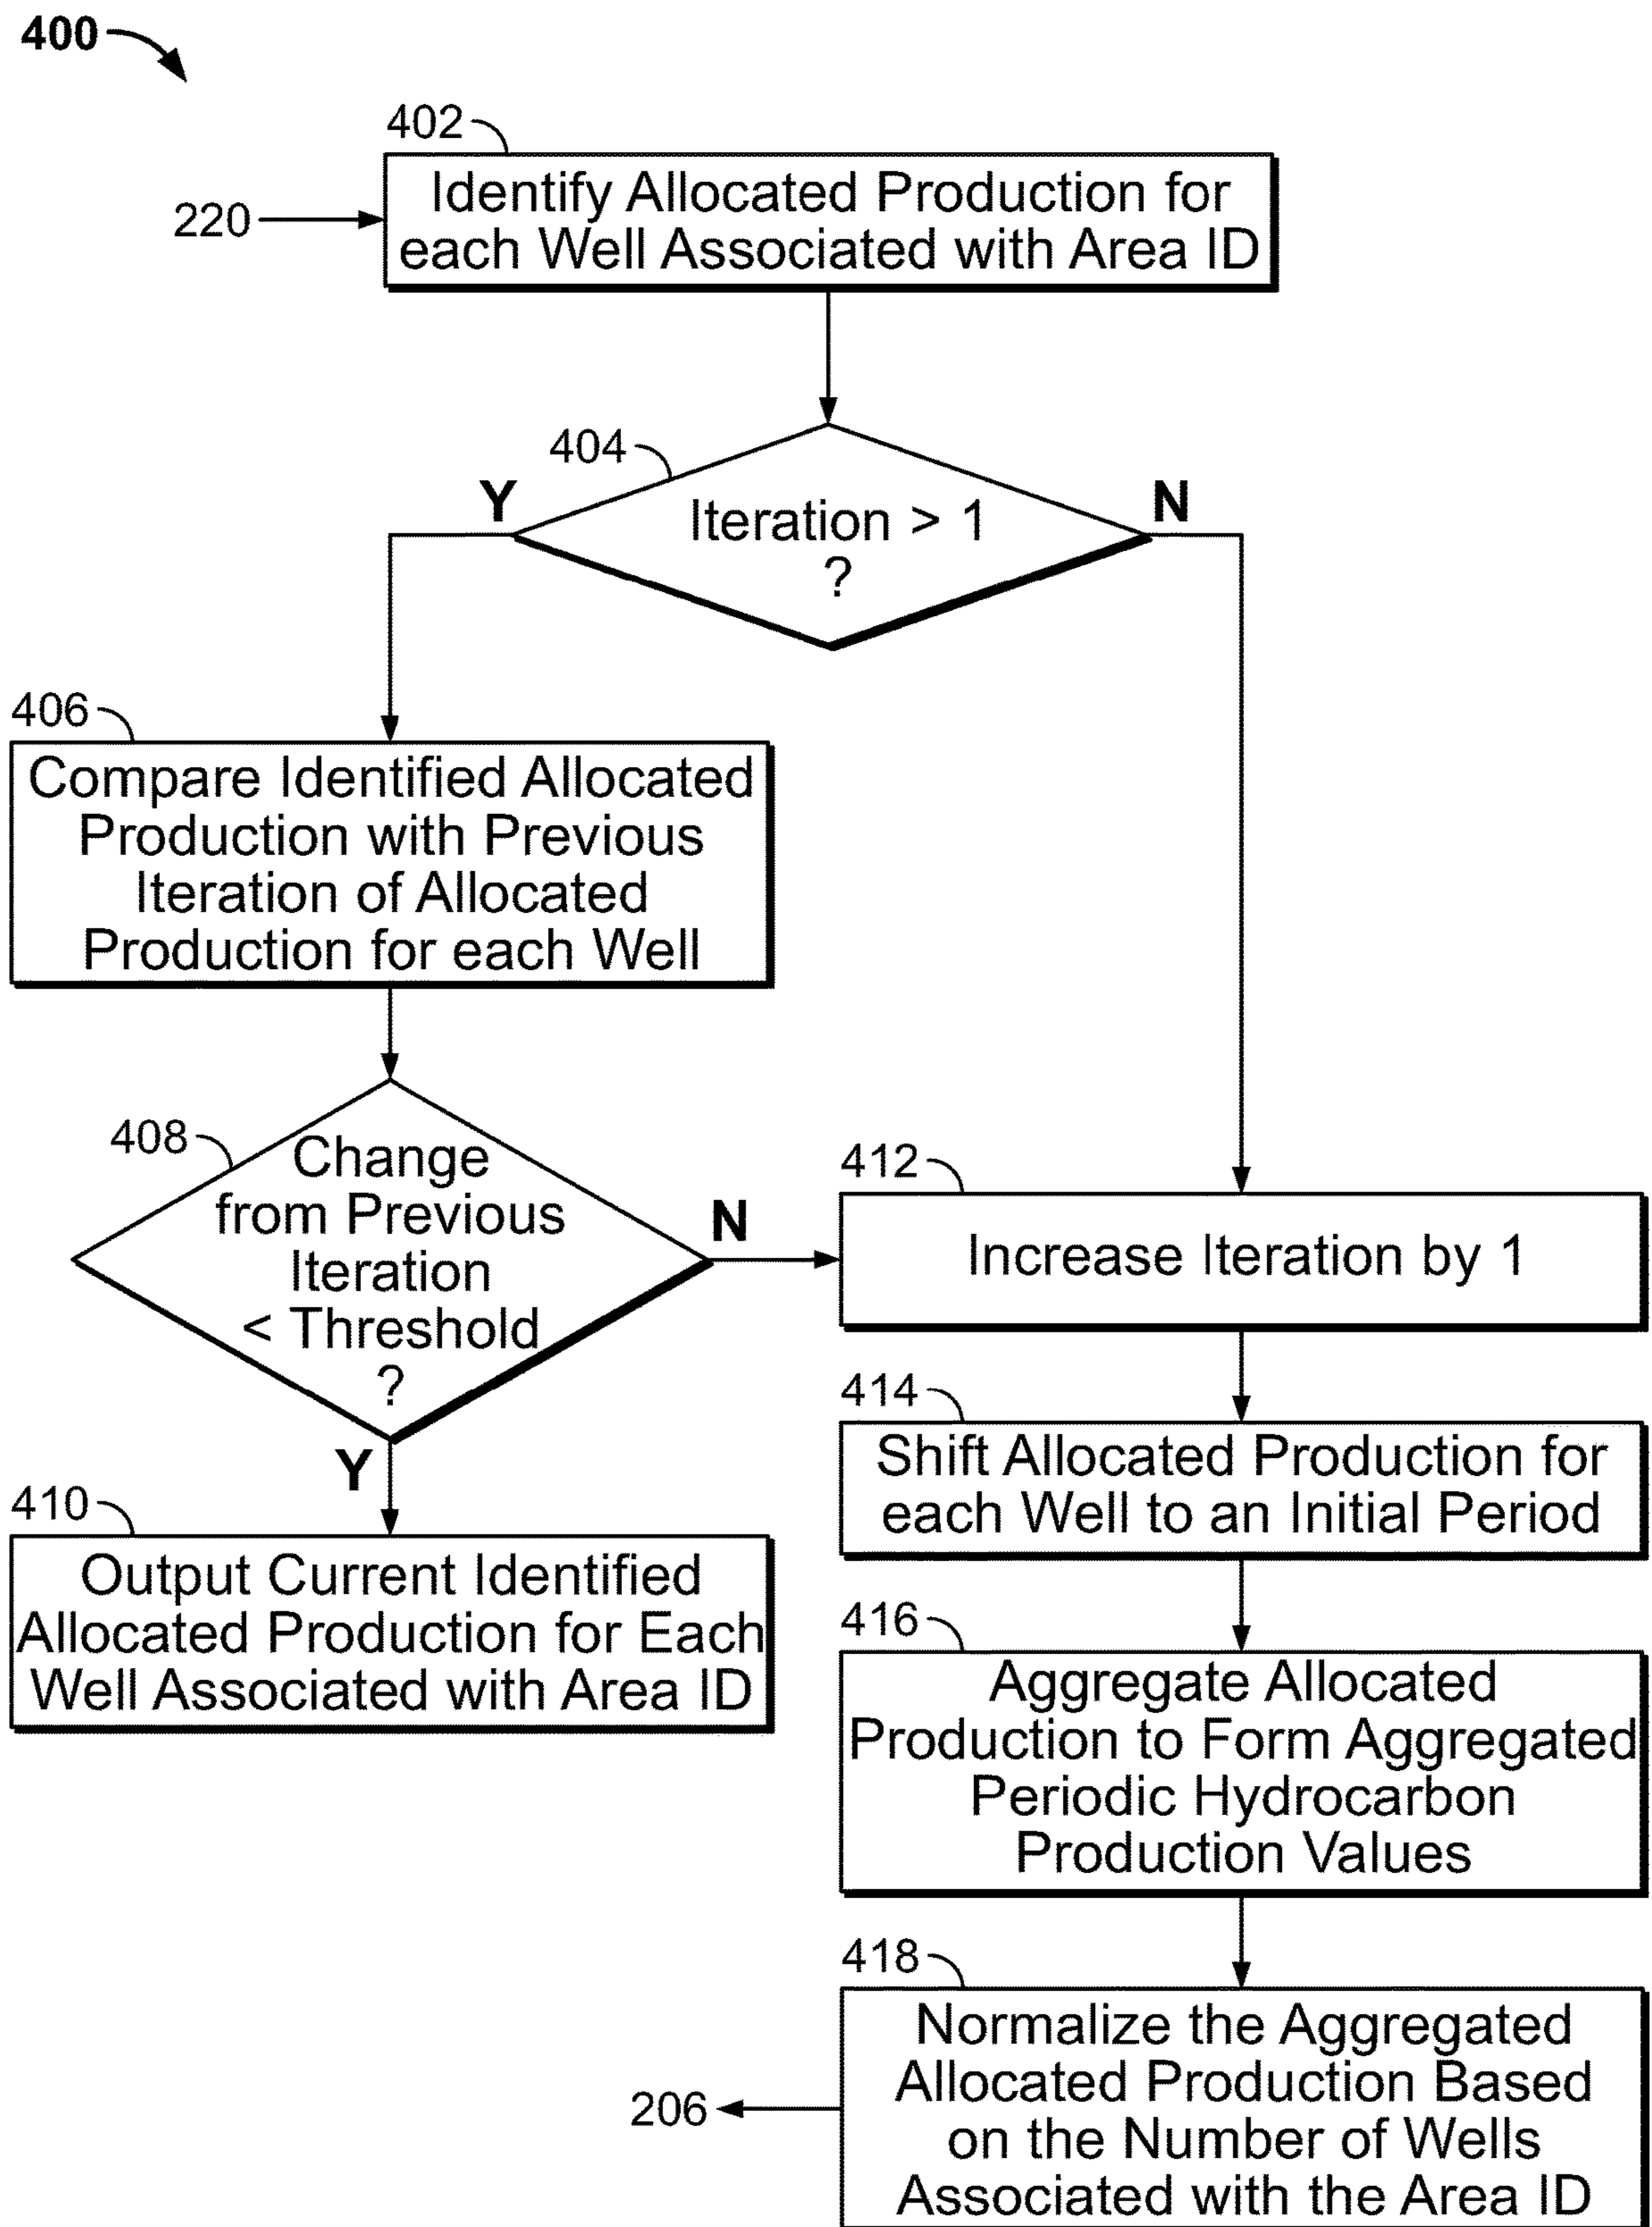 400
402
Identify Allocated Production for
each Well Associated with Area ID
220
404
Y
N
Iteration > 1
?
406
Compare Identified Allocated
Production with Previous
Iteration of Allocated
Production for each Well
408
Change
from Previous
Iteration
< Threshold
?
N
Y
410
Output Current Identified
Allocated Production for Each
Well Associated with Area ID
412
Increase Iteration by 1
414
Shift Allocated Production for
each Well to an Initial Period
416
Aggregate Allocated
Production to Form Aggregated
Periodic Hydrocarbon
Production Values
418
Normalize the Aggregated
Allocated Production Based
on the Number of Wells
Associated with the Area ID
206